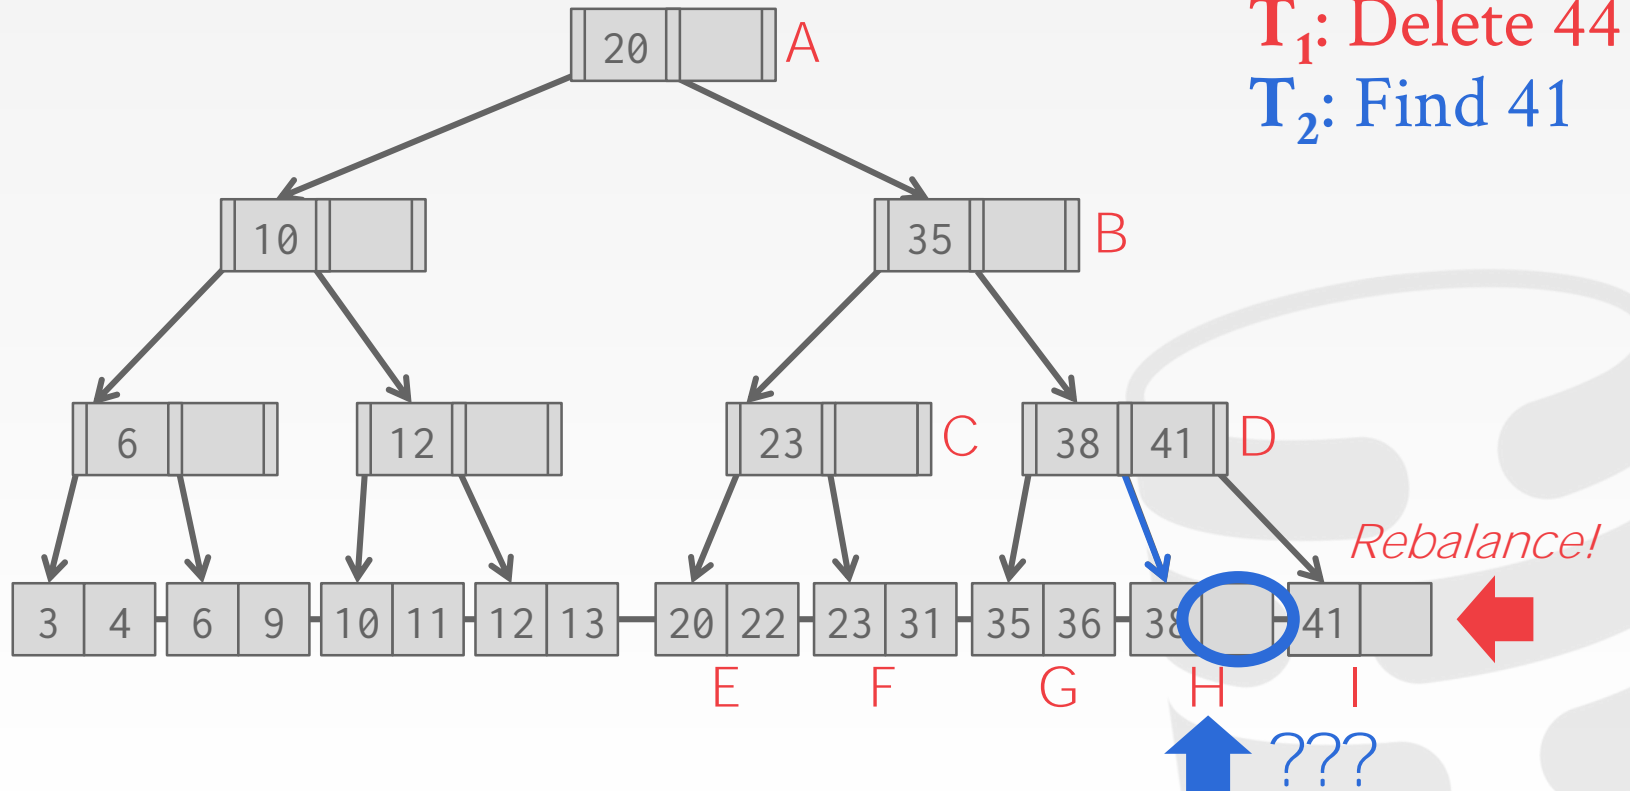 20 A
T1: Delete 44
T2: Find 41
10
35 B
6
12
23 C
38 41 D
Rebalance!
3 4 6 9 10 11 12 13 20 22 23 31 35 36 38 41
E F G H I
???